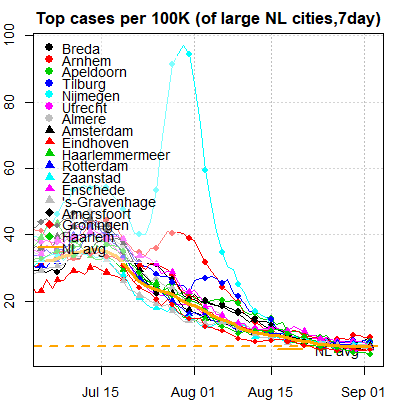 Top cases per 100K (of large NL cities,7day)
100
80
60
40
20
Breda
Arnhem
Apeldoorn
Tilburg
Nijmegen
Utrecht
Almere
Amsterdam
Eindhoven
Haarlemmermeer
Rotterdam
Zaanstad
Enschede
's-Gravenhage
Amersfoort
Groningen
Haarlem
NL avg
NL avg
Jul 15
Aug 01
Aug 15
Sep 01